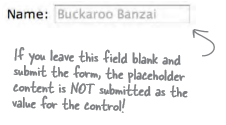 Name: Buckaroo Banzai
If you leave this field blank and
submit the form, the placeholder
content is NOT submitted as the
value for the control!